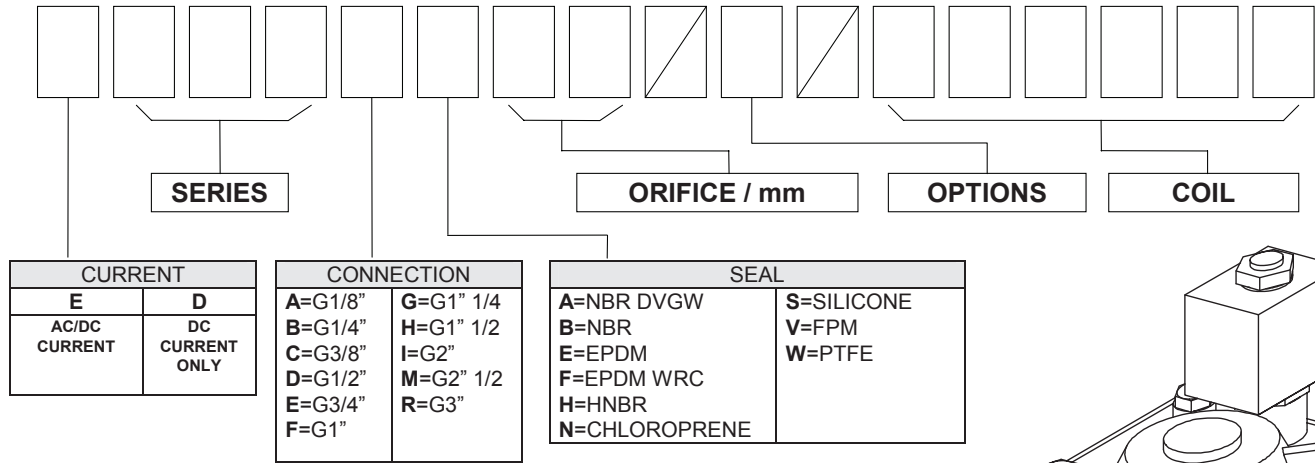 SERIES
ORIFICE / mm
OPTIONS
COIL
CURRENT
E D
AC/DC CURRENT
DC CURRENT ONLY
CONNECTION
A=G1/8” G=G1” 1/4
B=G1/4” H=G1” 1/2
C=G3/8” I=G2”
D=G1/2” M=G2” 1/2
E=G3/4” R=G3”
F=G1”
SEAL
A=NBR DVGW S=SILICONE
B=NBR V=FPM
E=EPDM W=PTFE
F=EPDM WRC
H=HNBR
N=CHLOROPRENE